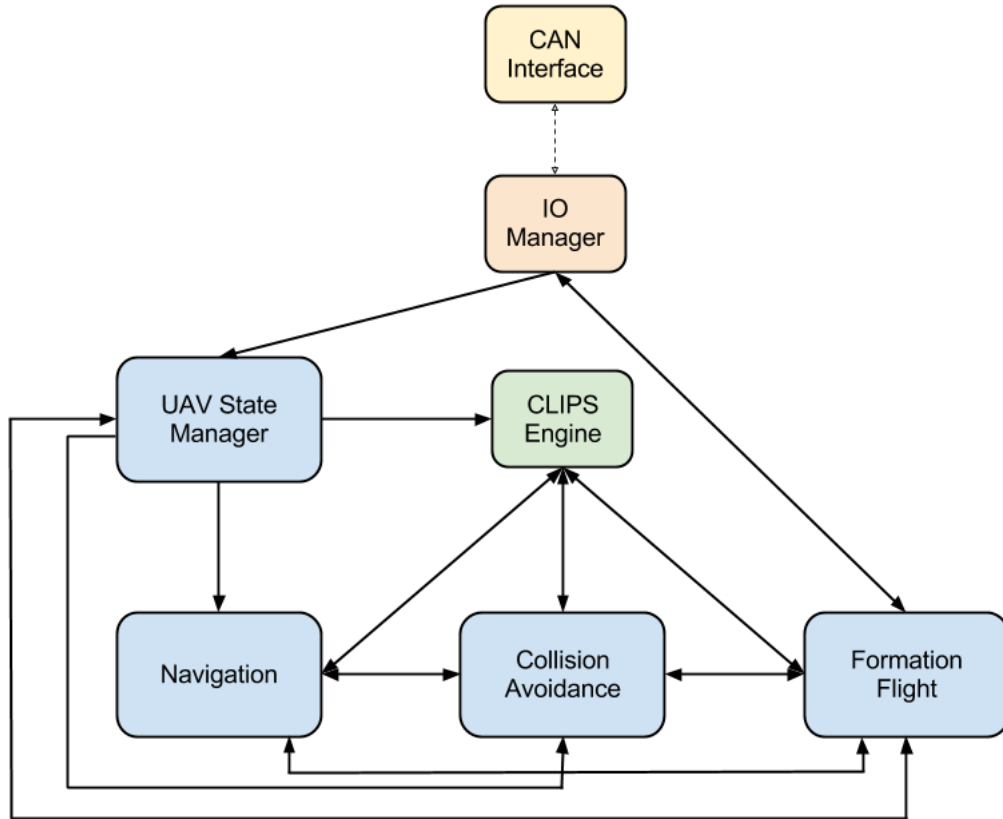 CAN
Interface
IO
Manager
UAV State
Manager
CLIPS
Engine
Navigation
Collision
Avoidance
Formation
Flight